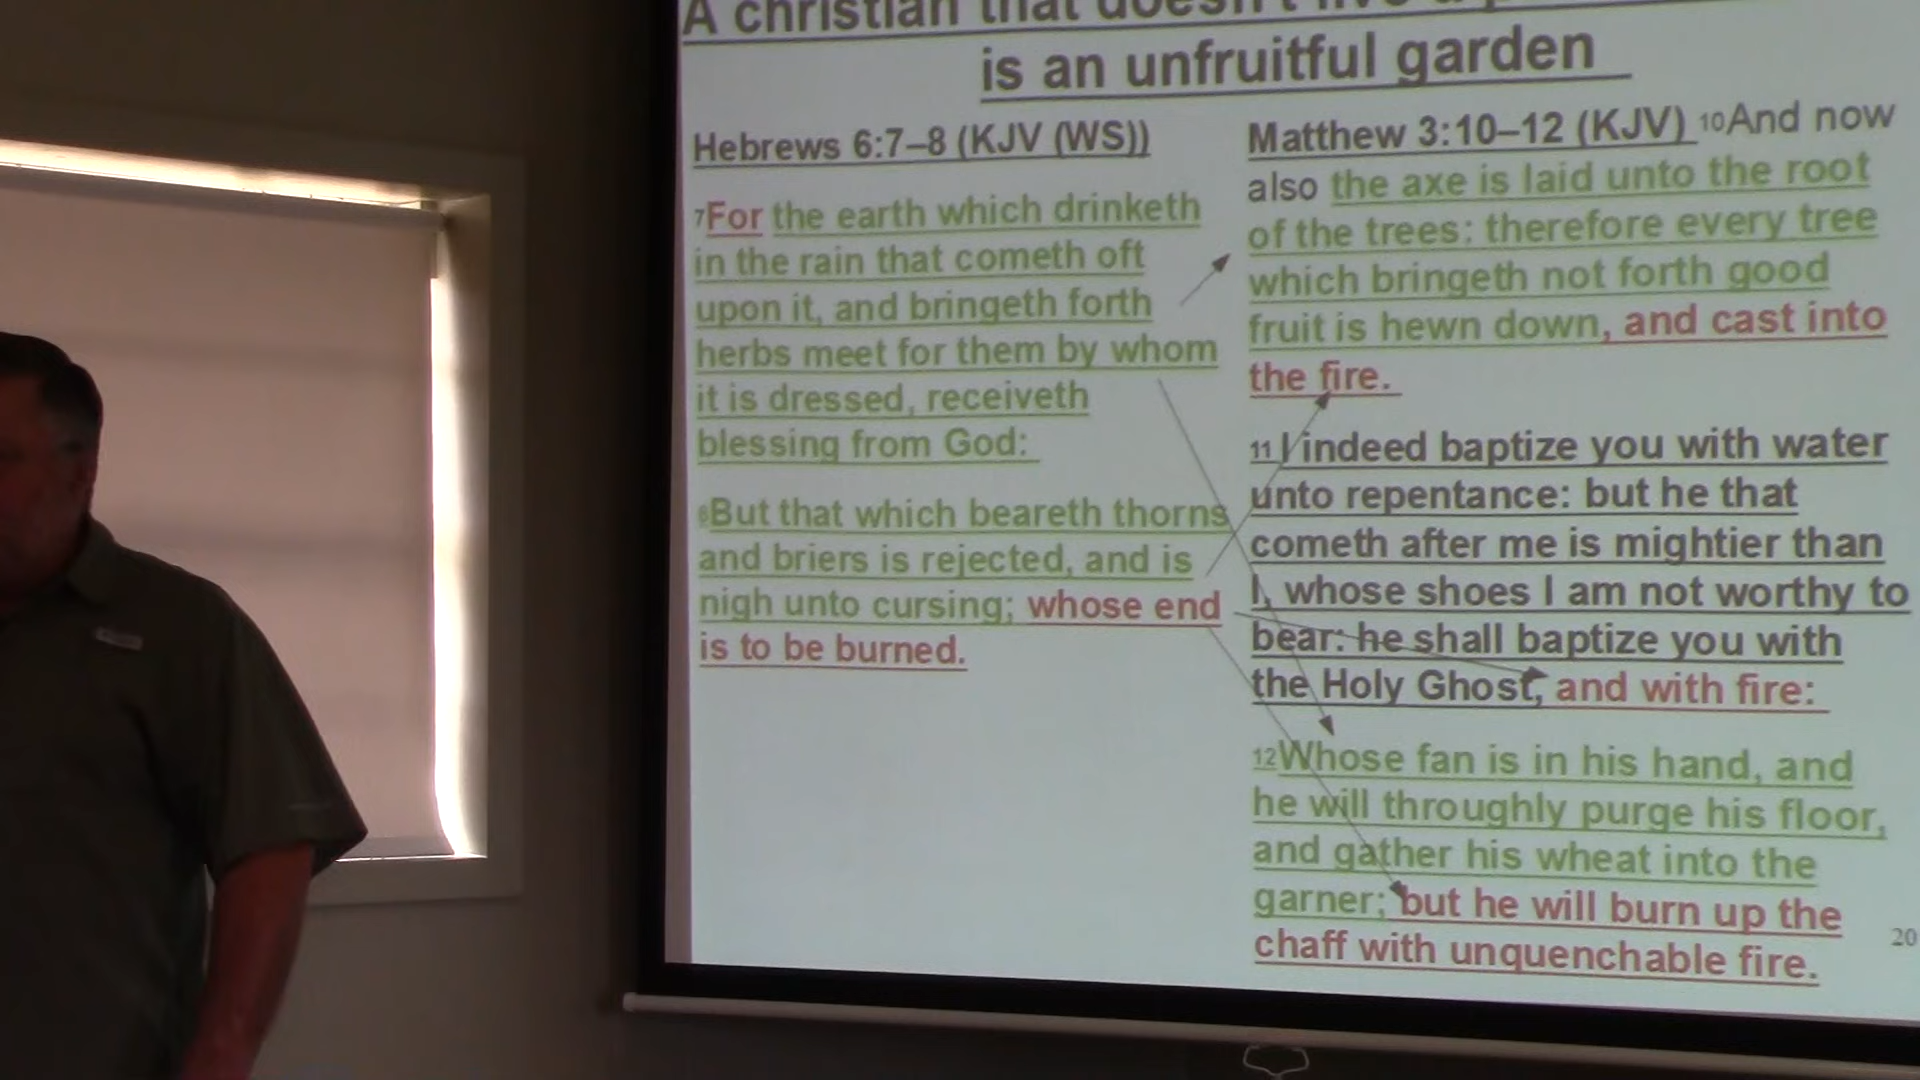 A christian that doesn't live a
is an unfruitful garden
Hebrews 6:7–8 (KJV (WS))
7For the earth which drinketh
in the rain that cometh oft
upon it, and bringeth forth
herbs meet for them by whom
it is dressed, receiveth
blessing from God:
8But that which beareth thorns
and briers is rejected, and is
nigh unto cursing; whose end
is to be burned.
Matthew 3:10–12 (KJV) 10And now
also the axe is laid unto the root
of the trees: therefore every tree
which bringeth not forth good
fruit is hewn down, and cast into
the fire.
11 I indeed baptize you with water
unto repentance: but he that
cometh after me is mightier than
I, whose shoes I am not worthy to
bear: he shall baptize you with
the Holy Ghost, and with fire:
12Whose fan is in his hand, and
he will throughly purge his floor,
and gather his wheat into the
garner; but he will burn up the
chaff with unquenchable fire.
20